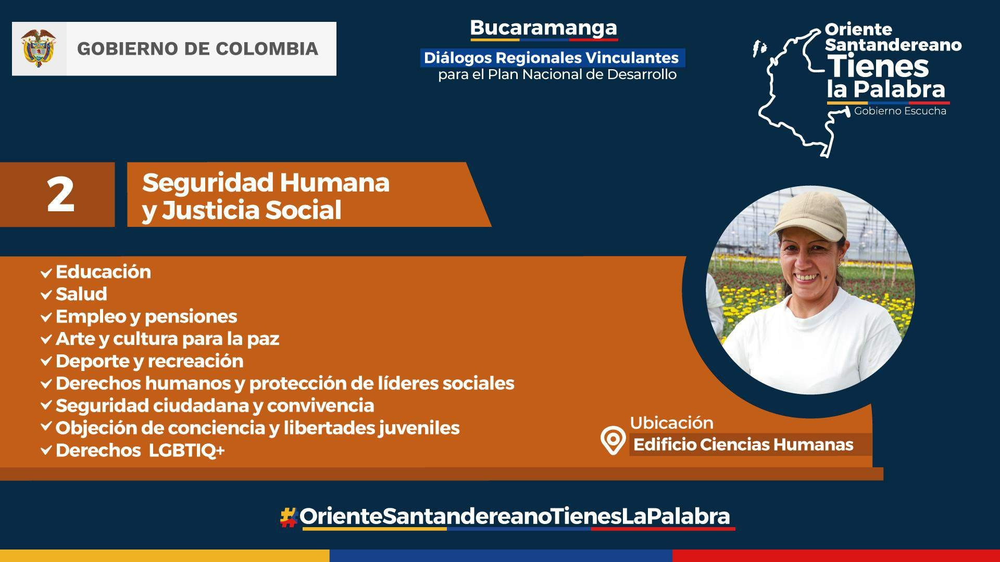 GOBIERNO DE COLOMBIA
Bucaramanga
Diálogos Regionales Vinculantes
para el Plan Nacional de Desarrollo
Oriente
Santandereano
Tienes
la Palabra
Gobierno Escucha
2
Seguridad Humana
y Justicia Social
Educación
Salud
Empleo y pensiones
Arte y cultura para la paz
Deporte y recreación
Derechos humanos y protección de líderes sociales
Seguridad ciudadana y convivencia
Objeción de conciencia y libertades juveniles
Derechos LGBTIQ+
Ubicación
Edificio Ciencias Humanas
#OrienteSantandereanoTienesLaPalabra